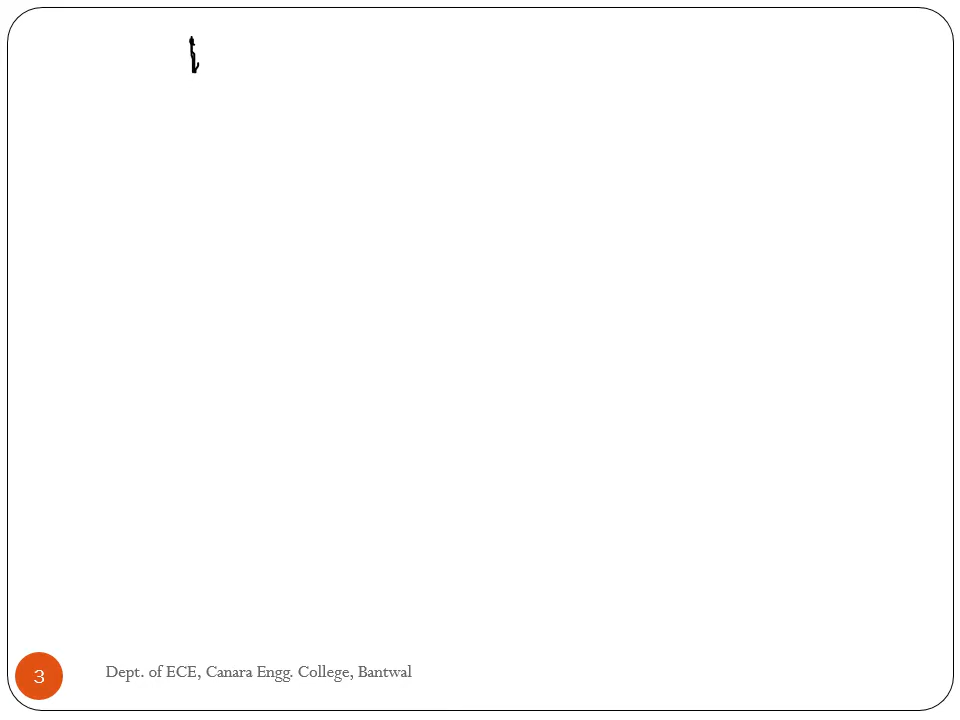 3
Dept. of ECE, Canara Engg. College, Bantwal